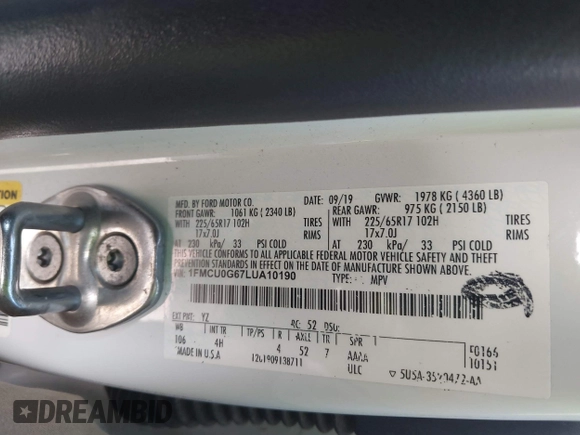 TION
MFD. BY FORD MOTOR CO. 09/19 GVWR: 1978 KG ( 4360 LB)
FRONT GAWR: 1061 KG ( 2340 LB) REAR GAWR: 975 KG ( 2150 LB)
WITH 225/65R17 102H TIRES WITH 225/65R17 102H TIRES
17x7.0J 17x7.0J
AT 230 kPa/ 33 PSI COLD AT 230 kPa/ 33 PSI COLD
THIS VEHICLE CONFORMS TO ALL APPLICABLE FEDERAL MOTOR VEHICLE SAFETY AND THEFT
PREVENTION STANDARDS IN EFFECT ON THE DATE OF MANUFACTURE SHOWN ABOVE.
VIN: 1FMCU0G67LUA10190 TYPE: MPV
EXT PNT: YZ RC: 52 DSO:
WB INT TR TP/PS R AXLE TR SPR
106 4H 4 52 7 AAAA
MADE IN U.S.A. ULC
F0166
10151
DREAMBID